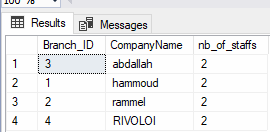 100 %
Results Messages
Branch_ID CompanyName nb_of_staffs
1 3 abdallah 2
2 1 hammoud 2
3 2 rammel 2
4 4 RIVOLOI 2